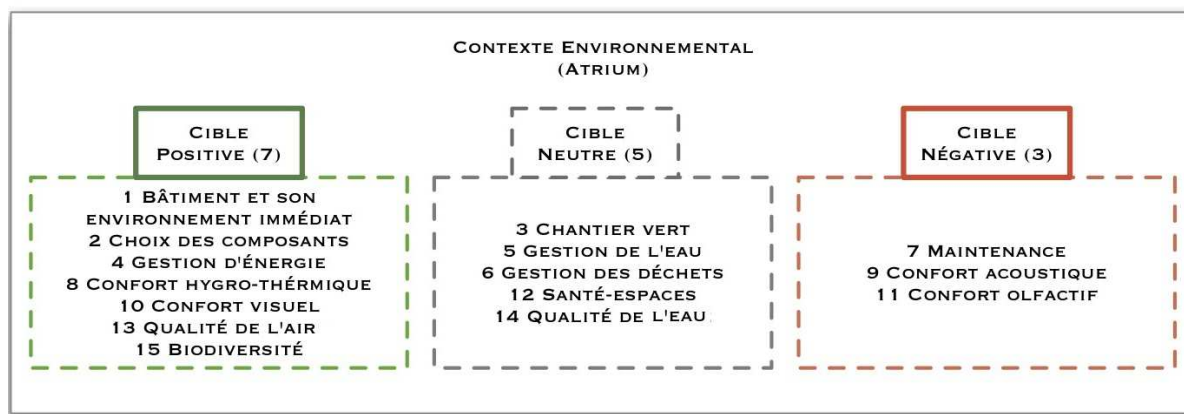 Contexte Environnemental
(Atrium)
Cible
Positive (7)
1 Bâtiment et son
environnement immédiat
2 Choix des composants
4 Gestion d'énergie
8 Confort hygro-thérmique
10 Confort visuel
13 Qualité de l'air
15 Biodiversité
Cible
Neutre (5)
3 Chantier vert
5 Gestion de l'eau
6 Gestion des déchets
12 Santé-espaces
14 Qualité de l'eau
Cible
Négative (3)
7 Maintenance
9 Confort acoustique
11 Confort olfactif